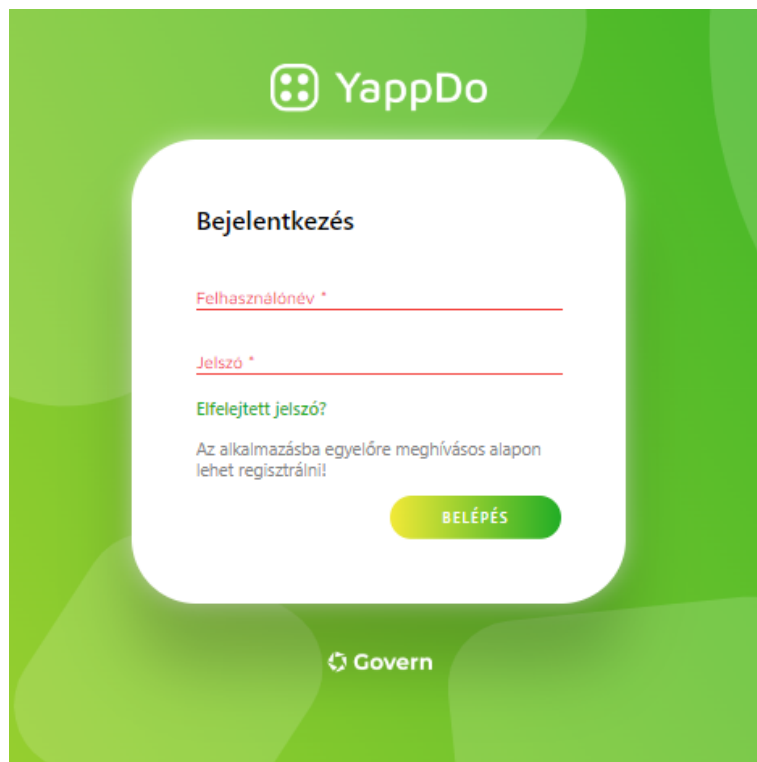 YappDo
Bejelentkezés
Felhasználónév *
Jelszó *
Elfelejtett jelszó?
Az alkalmazásba egyelőre meghívásos alapon
lehet regisztrálni!
BELÉPÉS
Govern